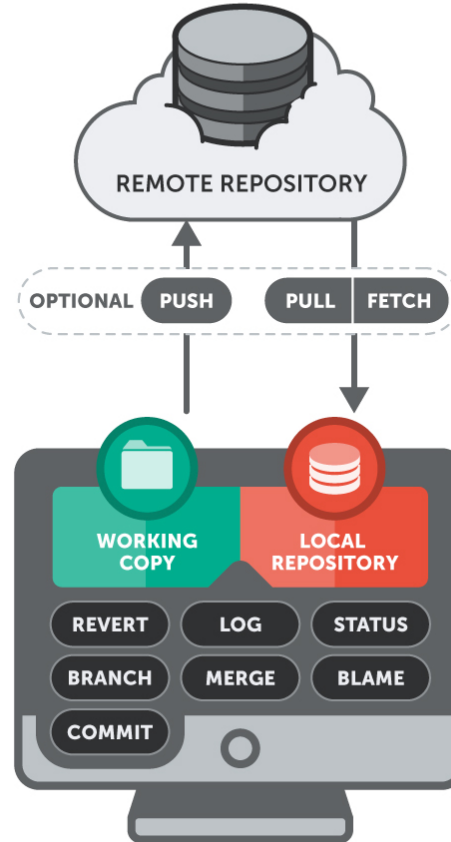 REMOTE REPOSITORY
OPTIONAL PUSH PULL FETCH
WORKING COPY
LOCAL REPOSITORY
REVERT LOG STATUS
BRANCH MERGE BLAME
COMMIT